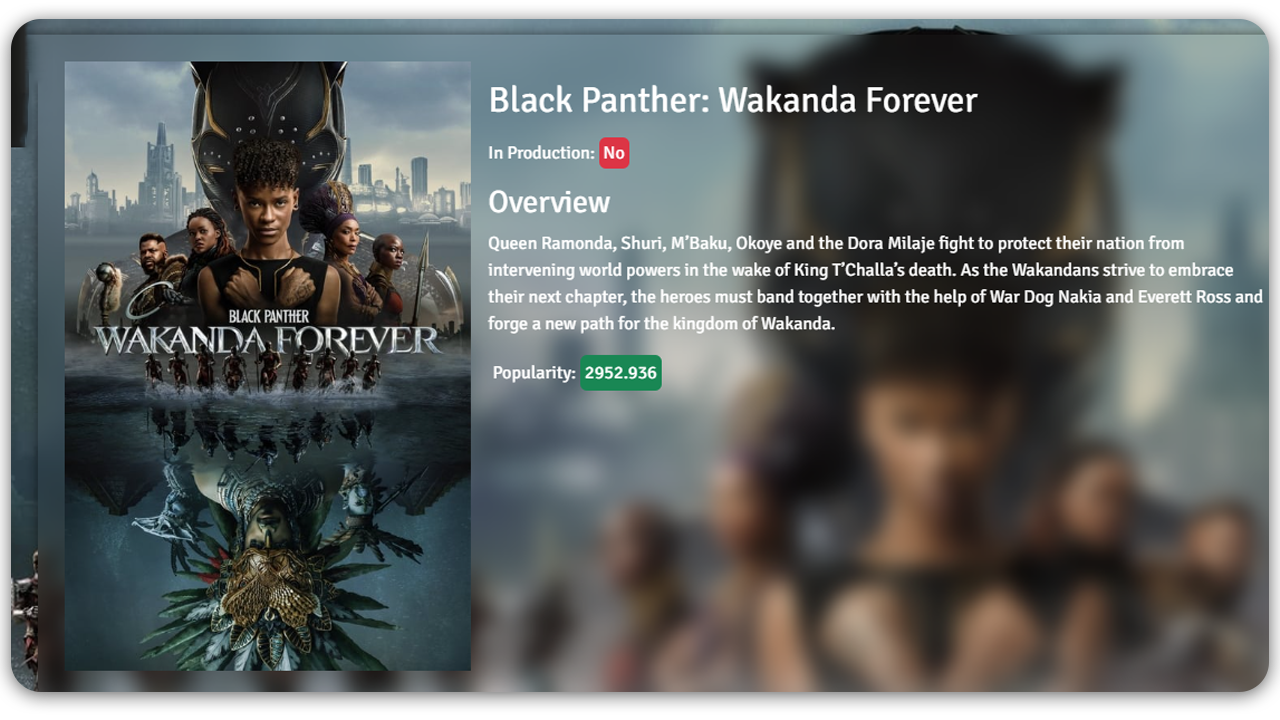 BLACK PANTHER
WAKANDA FOREVER
Black Panther: Wakanda Forever
In Production: No
Overview
Queen Ramonda, Shuri, M’Baku, Okoye and the Dora Milaje fight to protect their nation from
intervening world powers in the wake of King T’Challa’s death. As the Wakandans strive to embrace
their next chapter, the heroes must band together with the help of War Dog Nakia and Everett Ross and
forge a new path for the kingdom of Wakanda.
Popularity: 2952.936